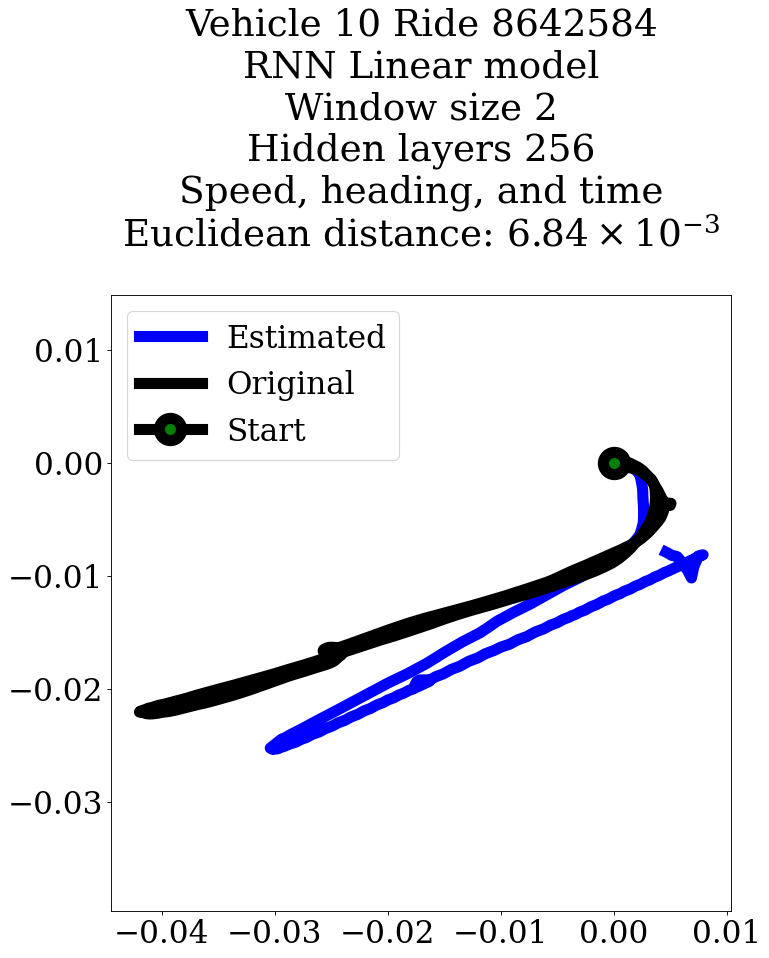 Vehicle 10 Ride 8642584
RNN Linear model
Window size 2
Hidden layers 256
Speed, heading, and time
Euclidean distance: 6.84 × 10⁻³
Estimated
Original
Start
0.01
0.00
−0.01
−0.02
−0.03
−0.04 −0.03 −0.02 −0.01 0.00 0.01